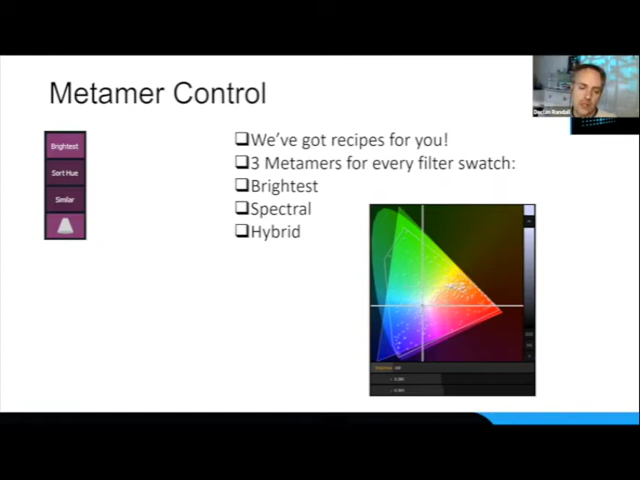 Metamer Control
Brightest
Sort Hue
Similar
We've got recipes for you!
3 Metamers for every filter swatch:
Brightest
Spectral
Hybrid
Randall